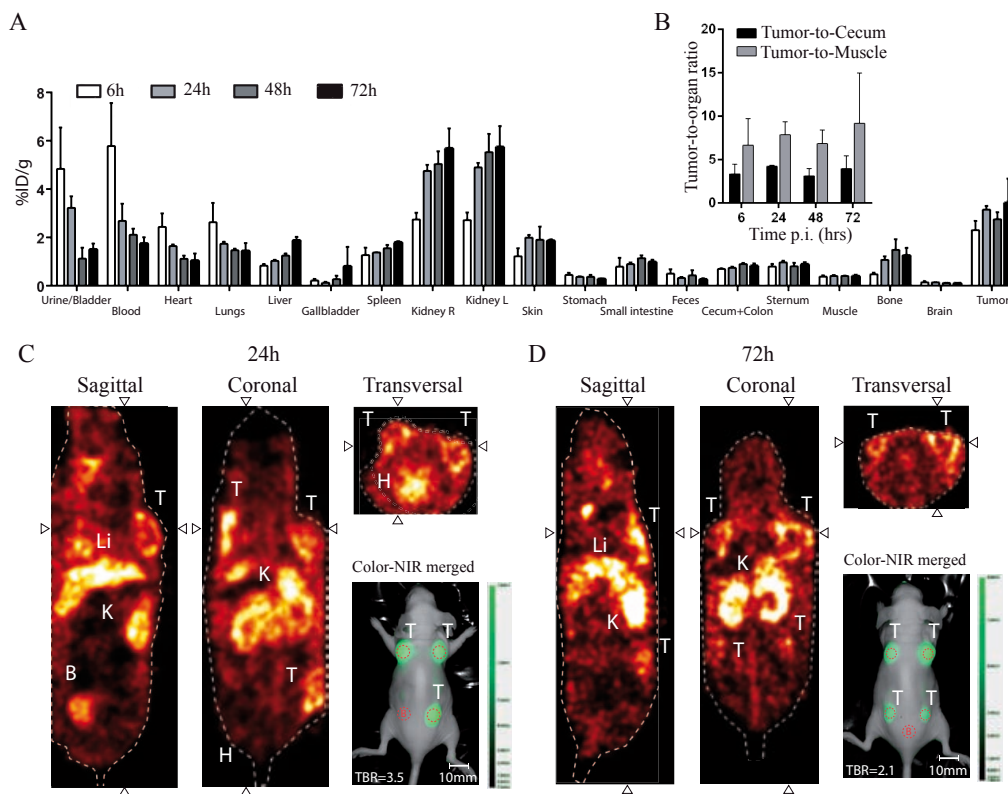 A
6h 24h 48h 72h
%ID/g
8
6
4
2
0
Urine/Bladder
Blood
Heart
Lungs
Liver
Gallbladder
Spleen
Kidney R
Kidney L
Skin
Stomach
Small intestine
Feces
Cecum+Colon
Sternum
Muscle
Bone
Brain
Tumor
B
Tumor-to-Cecum
Tumor-to-Muscle
Tumor-to-organ ratio
20
15
10
5
0
6 24 48 72
Time p.i. (hrs)
C
24h
Sagittal Coronal Transversal
T
Li
K
B
T
T
K
T
H
T T
H
Color-NIR merged
T T
T
TBR=3.5
10mm
D
72h
Sagittal Coronal Transversal
T
Li
K
T
T T
K
T T
T T
Color-NIR merged
T T
T T
TBR=2.1
10mm